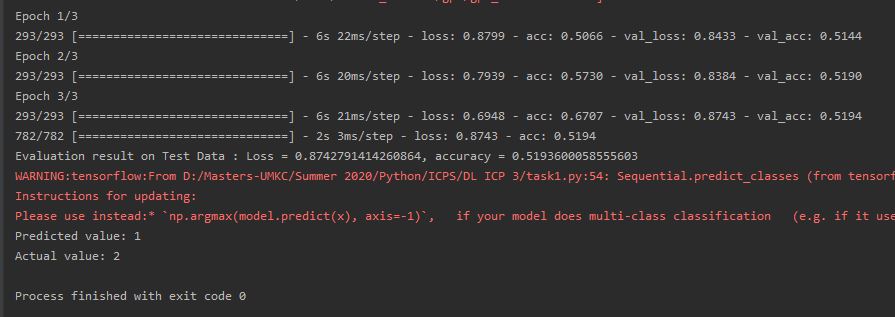 Epoch 1/3
293/293 [==============================] - 6s 22ms/step - loss: 0.8799 - acc: 0.5066 - val_loss: 0.8433 - val_acc: 0.5144
Epoch 2/3
293/293 [==============================] - 6s 20ms/step - loss: 0.7939 - acc: 0.5730 - val_loss: 0.8384 - val_acc: 0.5190
Epoch 3/3
293/293 [==============================] - 6s 21ms/step - loss: 0.6948 - acc: 0.6707 - val_loss: 0.8743 - val_acc: 0.5194
782/782 [==============================] - 2s 3ms/step - loss: 0.8743 - acc: 0.5194
Evaluation result on Test Data : Loss = 0.8742791414260864, accuracy = 0.5193600058555603
WARNING:tensorflow:From D:/Masters-UMKC/Summer 2020/Python/ICPS/DL ICP 3/task1.py:54: Sequential.predict_classes (from tensorf
Instructions for updating:
Please use instead:* `np.argmax(model.predict(x), axis=-1)`,   if your model does multi-class classification   (e.g. if it use
Predicted value: 1
Actual value: 2
Process finished with exit code 0